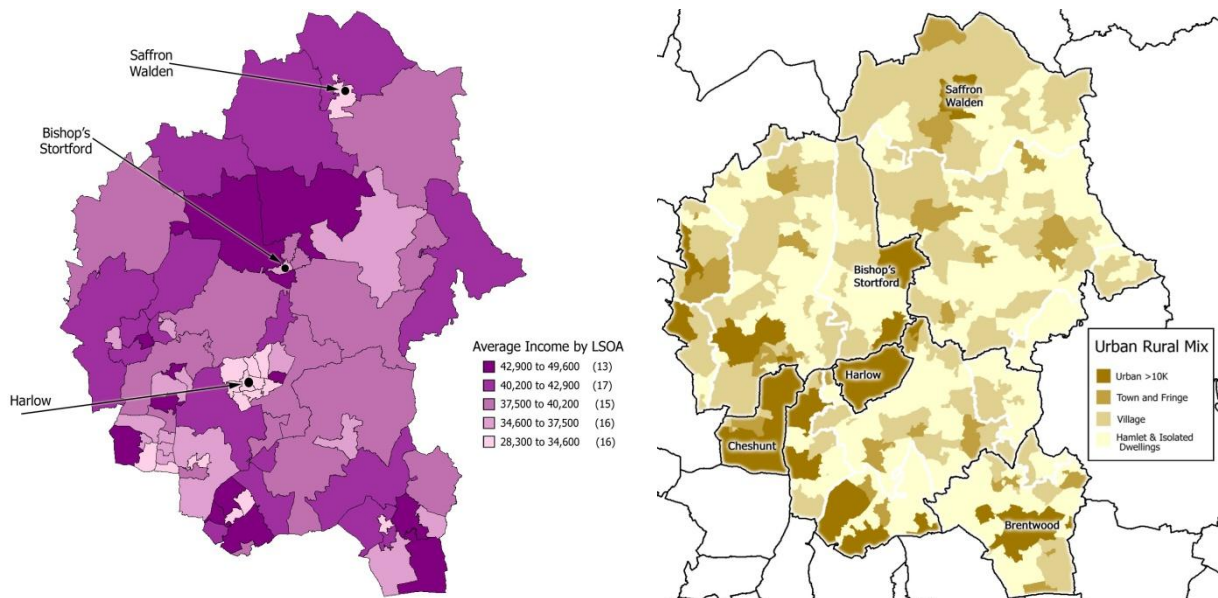 Saffron
Walden
Bishop's
Stortford
Harlow
Average Income by LSOA
42,900 to 49,600 (13)
40,200 to 42,900 (17)
37,500 to 40,200 (15)
34,600 to 37,500 (16)
28,300 to 34,600 (16)
Saffron
Walden
Bishop's
Stortford
Harlow
Cheshunt
Brentwood
Urban Rural Mix
Urban >10K
Town and Fringe
Village
Hamlet & Isolated
Dwellings